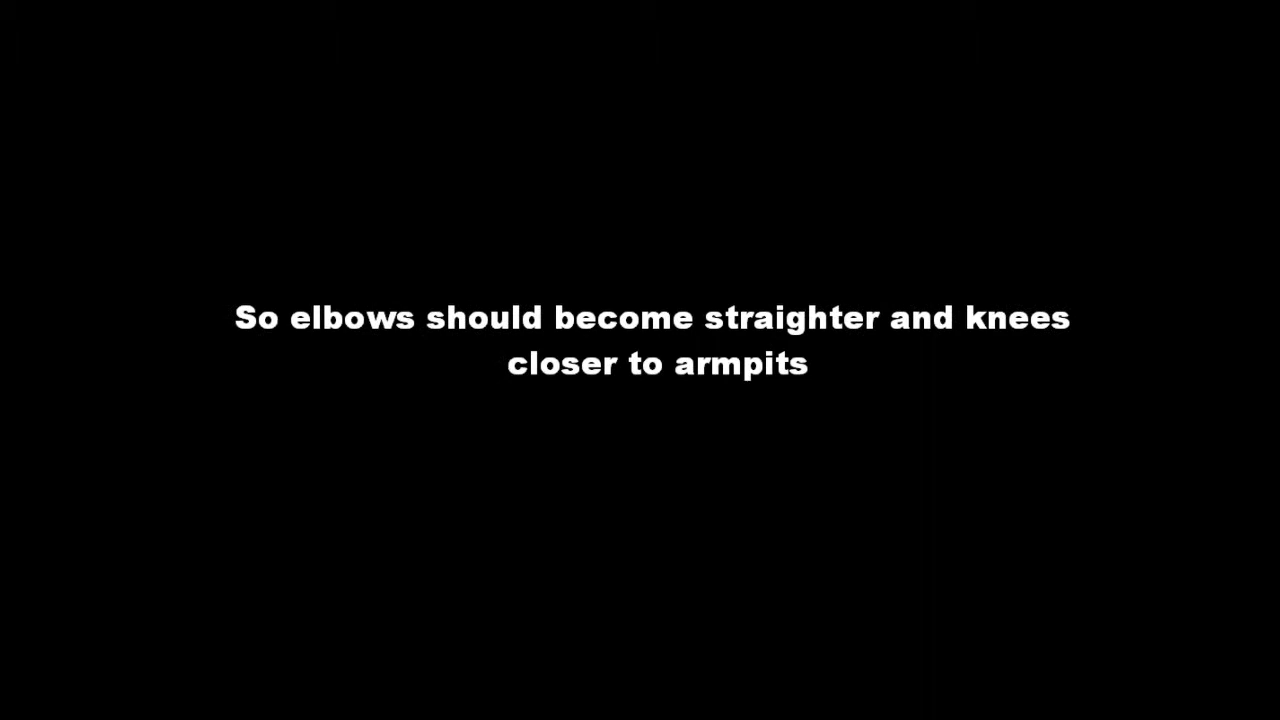 So elbows should become straighter and knees
closer to armpits